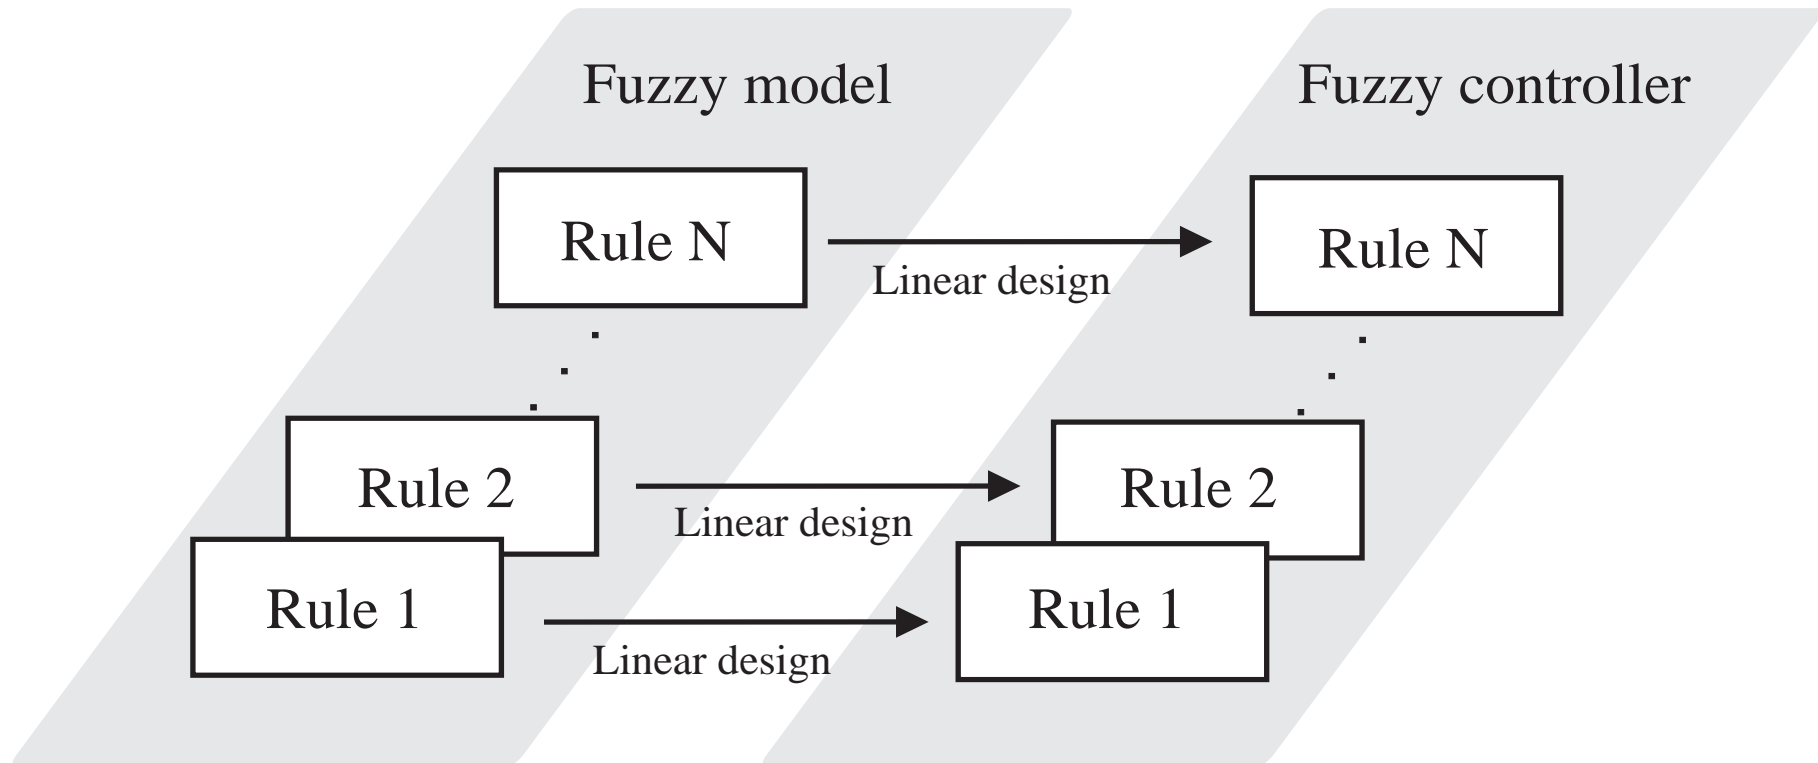 Fuzzy model
Fuzzy controller
Rule N
Linear design
Rule N
Rule 2
Linear design
Rule 2
Rule 1
Linear design
Rule 1